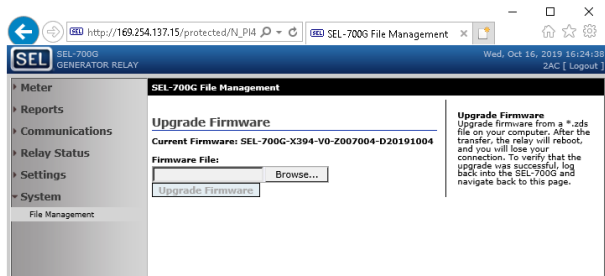 http://169.254.137.15/protected/N_PI4
SEL-700G File Management
SEL
SEL-700G
GENERATOR RELAY
Wed, Oct 16, 2019 16:24:38
2AC [ Logout ]
Meter
Reports
Communications
Relay Status
Settings
System
File Management
SEL-700G File Management
Upgrade Firmware
Current Firmware: SEL-700G-X394-V0-Z007004-D20191004
Firmware File:
Browse...
Upgrade Firmware
Upgrade Firmware
Upgrade firmware from a *.zds
file on your computer. After the
transfer, the relay will reboot,
and you will lose your
connection. To verify that the
upgrade was successful, log
back into the SEL-700G and
navigate back to this page.